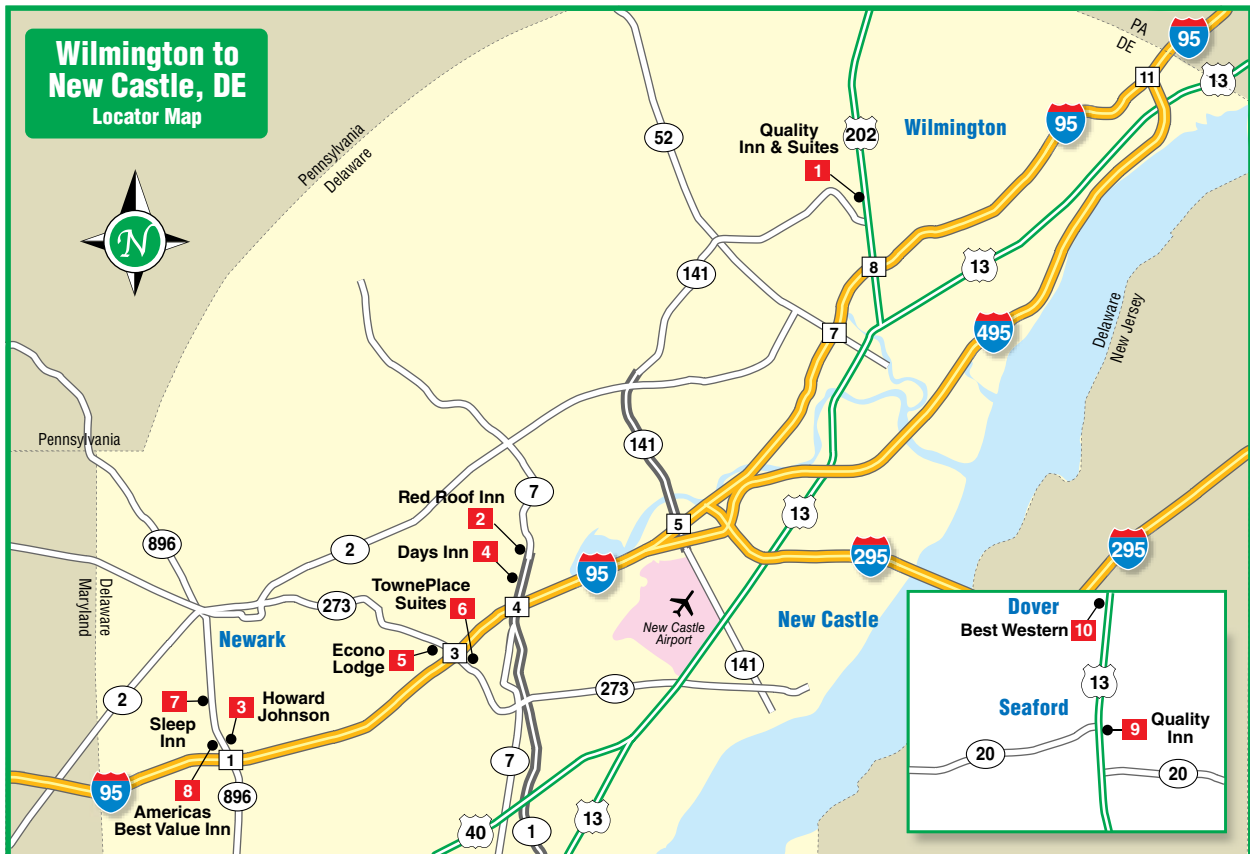 Wilmington to
New Castle, DE
Locator Map
PA
DE
95
13
11
95
Pennsylvania
Delaware
52
Quality
Inn & Suites
1
202
Wilmington
N
141
8
13
7
495
Delaware
New Jersey
Pennsylvania
141
Red Roof Inn
2
7
13
5
896
2
Days Inn
4
95
295
295
TownePlace
Suites
6
4
Maryland
Delaware
273
Newark
New Castle
Airport
New Castle
Econo
Lodge
5
3
141
2
273
7
Sleep
Inn
3
Howard
Johnson
1
7
95
8
Americas
Best Value Inn
896
40
1
13
Dover
Best Western
10
13
Seaford
9
Quality
Inn
20
20